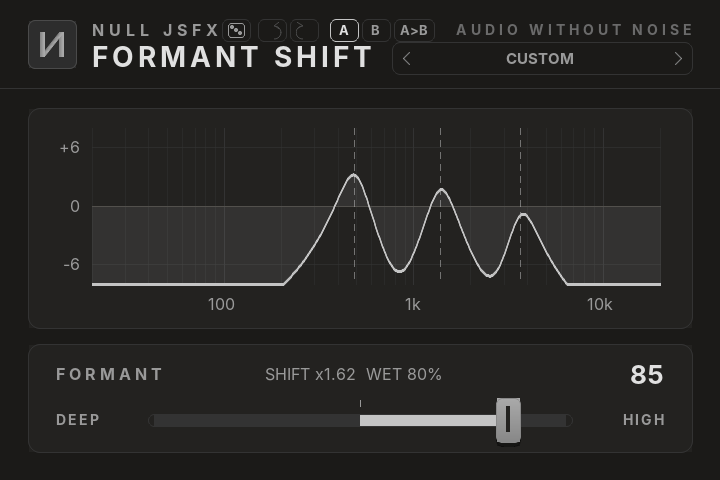 NULL JSFX A B A>B AUDIO WITHOUT NOISE
FORMANT SHIFT CUSTOM
+6
0
-6
100 1k 10k
FORMANT SHIFT x1.62 WET 80% 85
DEEP HIGH